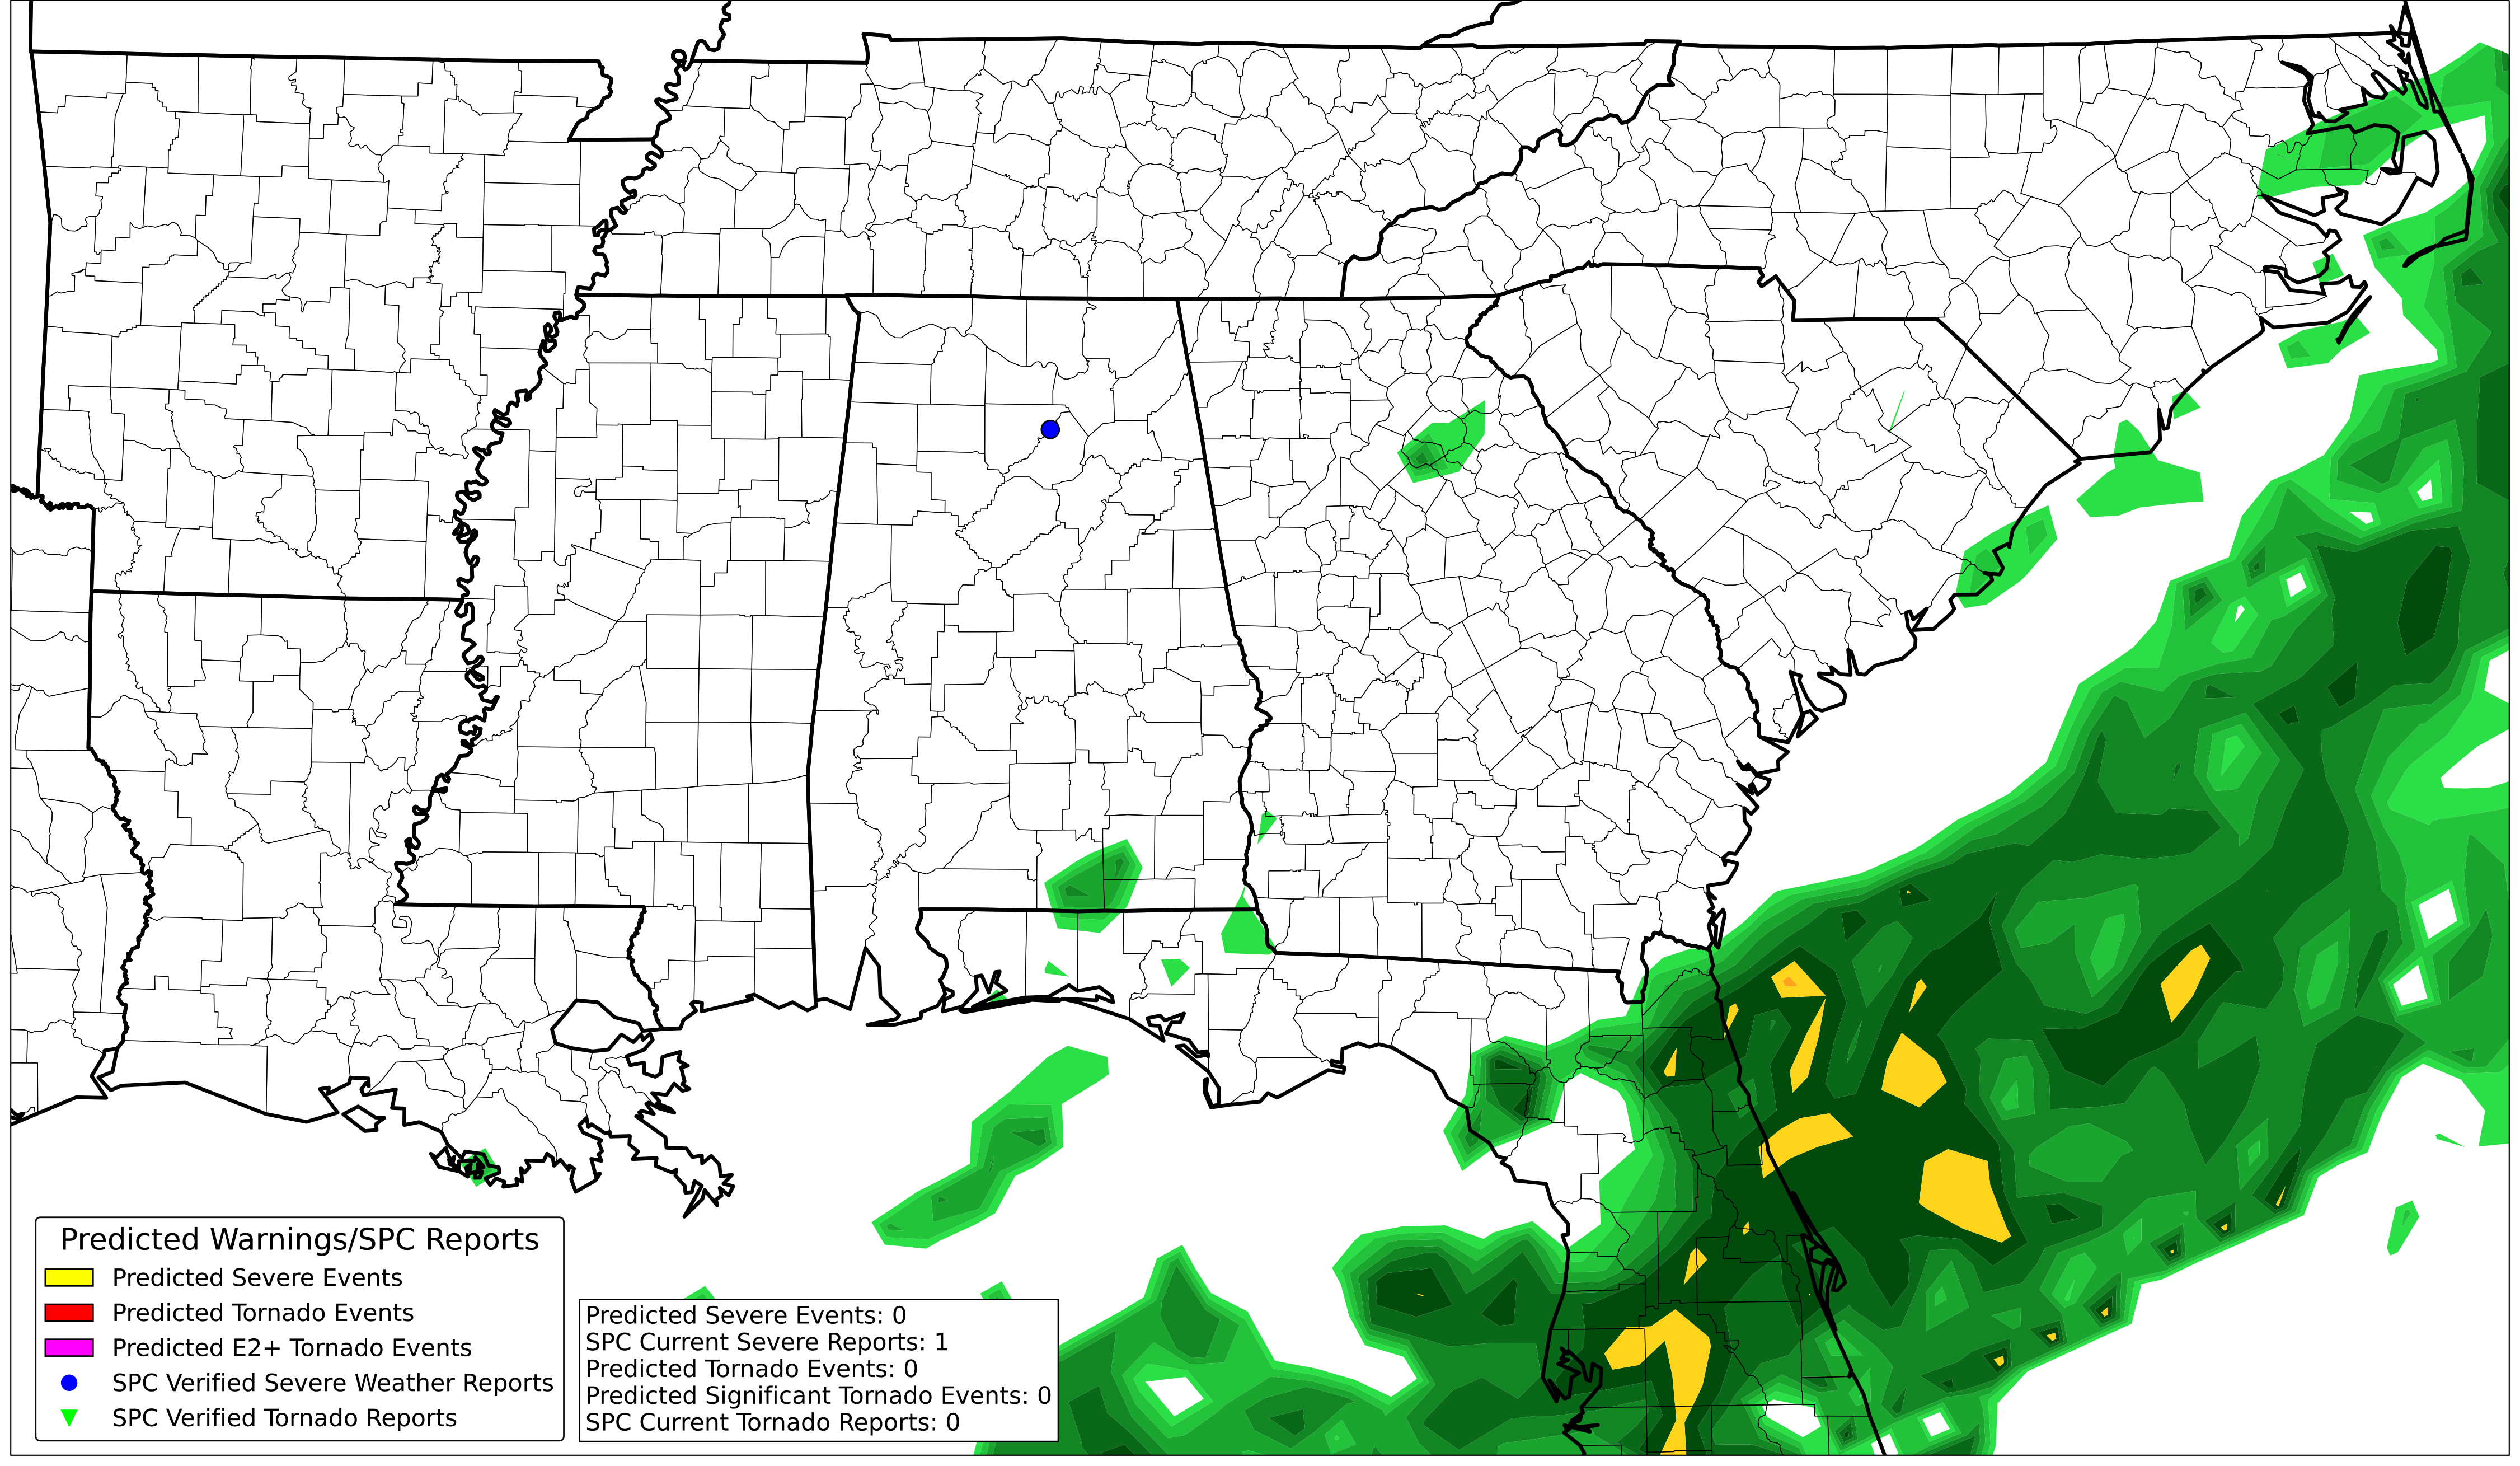 Predicted Warnings/SPC Reports
Predicted Severe Events
Predicted Tornado Events
Predicted E2+ Tornado Events
SPC Verified Severe Weather Reports
SPC Verified Tornado Reports
Predicted Severe Events: 0
SPC Current Severe Reports: 1
Predicted Tornado Events: 0
Predicted Significant Tornado Events: 0
SPC Current Tornado Reports: 0